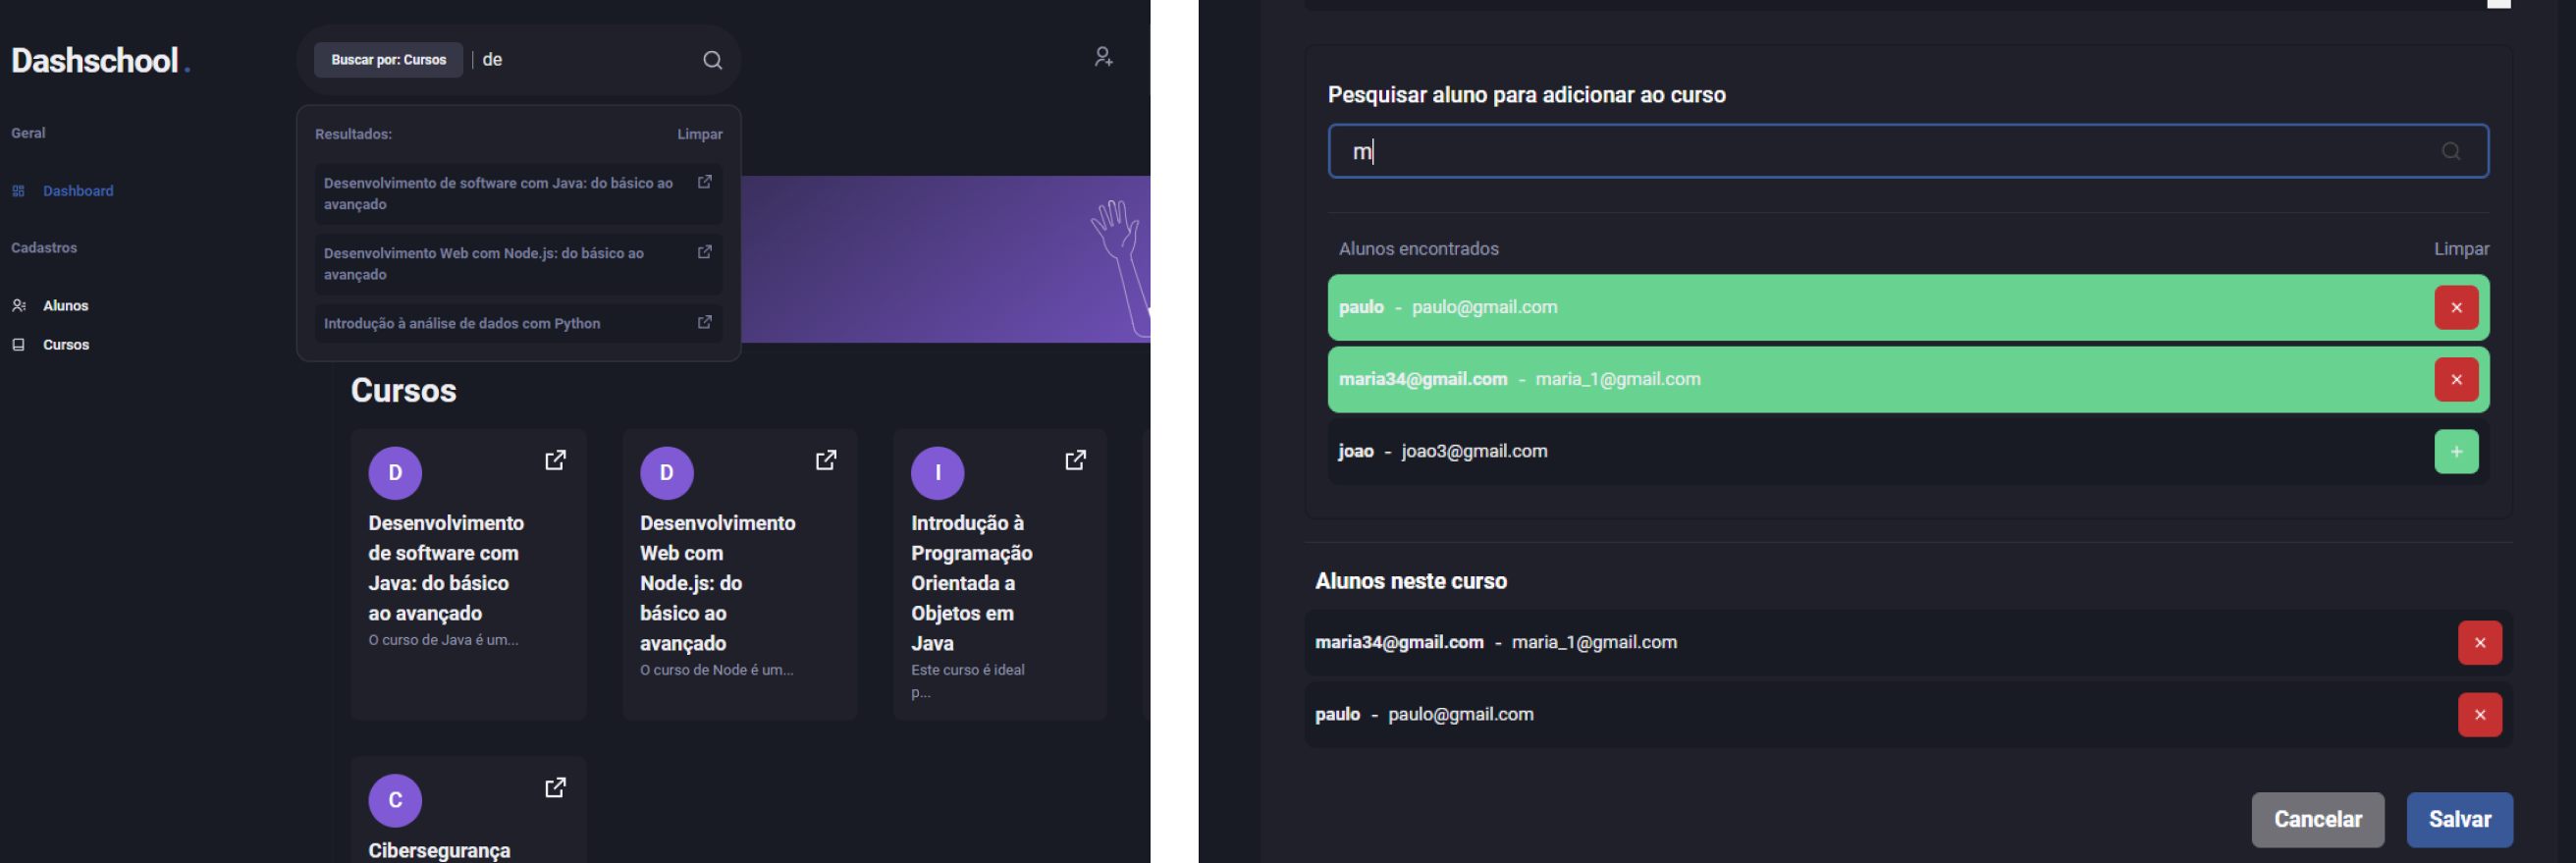 Dashschool.
Geral
Dashboard
Cadastros
Alunos
Cursos
Buscar por: Cursos | de
Resultados: Limpar
Desenvolvimento de software com Java: do básico ao
avançado
Desenvolvimento Web com Node.js: do básico ao
avançado
Introdução à análise de dados com Python
Cursos
D
Desenvolvimento
de software com
Java: do básico
ao avançado
O curso de Java é um...
D
Desenvolvimento
Web com
Node.js: do
básico ao
avançado
O curso de Node é um...
I
Introdução à
Programação
Orientada a
Objetos em
Java
Este curso é ideal
p...
C
Cibersegurança
Pesquisar aluno para adicionar ao curso
m
Alunos encontrados Limpar
paulo - paulo@gmail.com
maria34@gmail.com - maria_1@gmail.com
joao - joao3@gmail.com
Alunos neste curso
maria34@gmail.com - maria_1@gmail.com
paulo - paulo@gmail.com
Cancelar Salvar